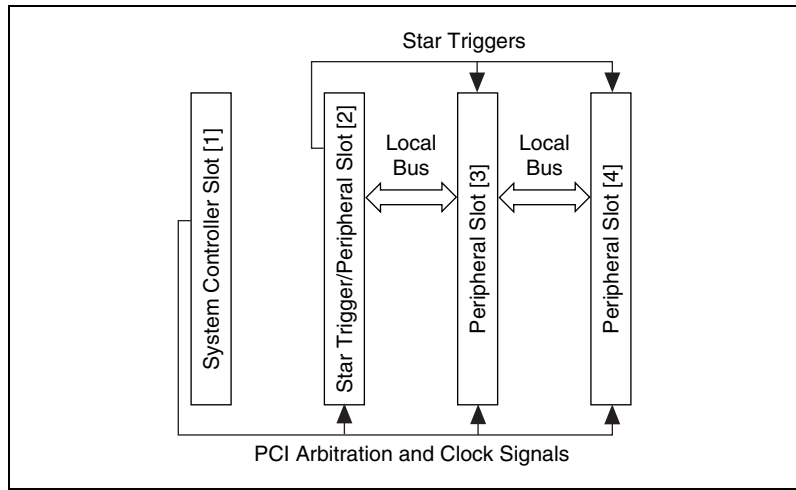 Star Triggers
System Controller Slot [1]
Star Trigger/Peripheral Slot [2]
Local
Bus
Peripheral Slot [3]
Local
Bus
Peripheral Slot [4]
PCI Arbitration and Clock Signals